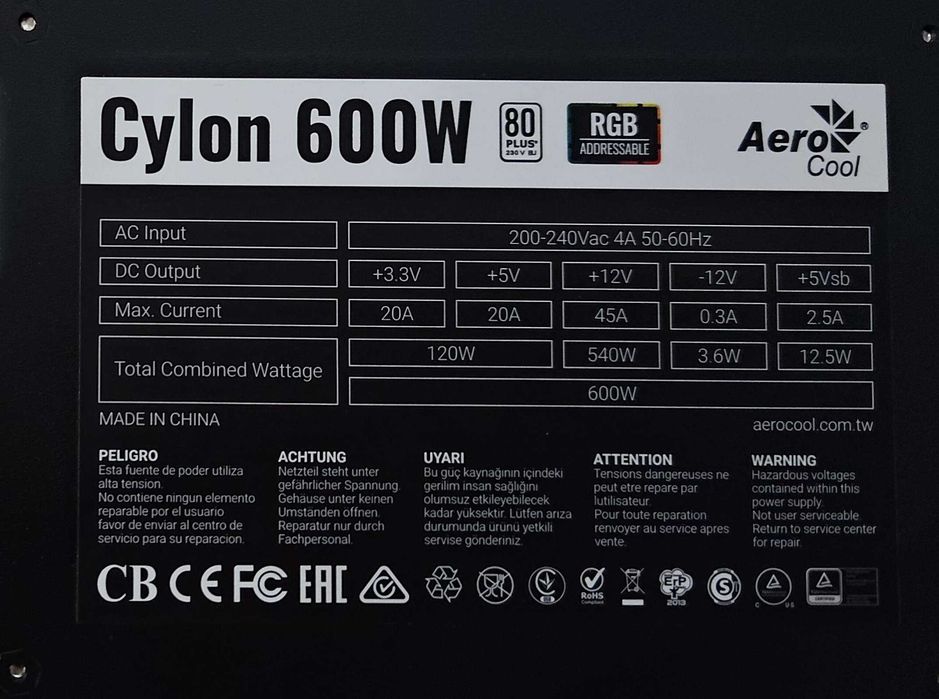 Cylon 600W
80
PLUS®
230 V EU
RGB
ADDRESSABLE
Aero
Cool
®
AC Input
200-240Vac 4A 50-60Hz
DC Output +3.3V +5V +12V -12V +5Vsb
Max. Current 20A 20A 45A 0.3A 2.5A
Total Combined Wattage
120W 540W 3.6W 12.5W
600W
MADE IN CHINA
aerocool.com.tw
PELIGRO
Esta fuente de poder utiliza
alta tension.
No contiene ningun elemento
reparable por el usuario
favor de enviar al centro de
servicio para su reparacion.
ACHTUNG
Netzteil steht unter
gefährlicher Spannung.
Gehäuse unter keinen
Umständen öffnen.
Reparatur nur durch
Fachpersonal.
UYARI
Bu güç kaynağının içindeki
gerilim insan sağlığını
olumsuz etkileyebilecek
kadar yüksektir. Lütfen arıza
durumunda ürünü yetkili
servise gönderiniz.
ATTENTION
Tensions dangereuses ne
peut etre repare par
lutilisateur.
Pour toute reparation
renvoyer au service apres
vente.
WARNING
Hazardous voltages
contained within this
power supply.
Not user serviceable.
Return to service center
for repair.
CB CE FC EAC
RoHS
Compliant
ErP
2013
S
C US
CERTIFIED